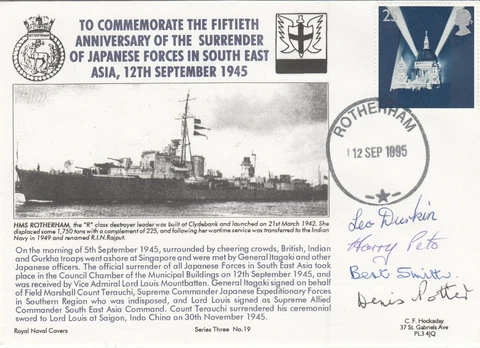 TO COMMEMORATE THE FIFTIETH
ANNIVERSARY OF THE SURRENDER
OF JAPANESE FORCES IN SOUTH EAST
ASIA, 12TH SEPTEMBER 1945
ROTHERHAM
12 SEP 1995
HMS ROTHERHAM, the "R" class destroyer leader was built at Clydebank and launched on 21st March 1942. She
displaced some 1,750 tons with a complement of 225, and following her wartime service was transferred to the Indian
Navy in 1949 and renamed R.I.N.Rajput.
On the morning of 5th September 1945, surrounded by cheering crowds, British, Indian
and Gurkha troops went ashore at Singapore and were met by General Itagaki and other
Japanese officers. The official surrender of all Japanese Forces in South East Asia took
place in the Council Chamber of the Municipal Buildings on 12th September 1945, and
was received by Vice Admiral Lord Louis Mountbatten. General Itagaki signed on behalf
of Field Marshall Count Terauchi, Supreme Commander Japanese Expeditionary Forces
in Southern Region who was indisposed, and Lord Louis signed as Supreme Allied
Commander South East Asia Command. Count Terauchi surrendered his ceremonial
sword to Lord Louis at Saigon, Indo China on 30th November 1945.
Royal Naval Covers
Series Three No.19
Leo Durkin
Harry Peto
Bert Smith.
Denis Potter
C. F. Hockaday
37 St. Gabriels Ave
PL3 4JQ